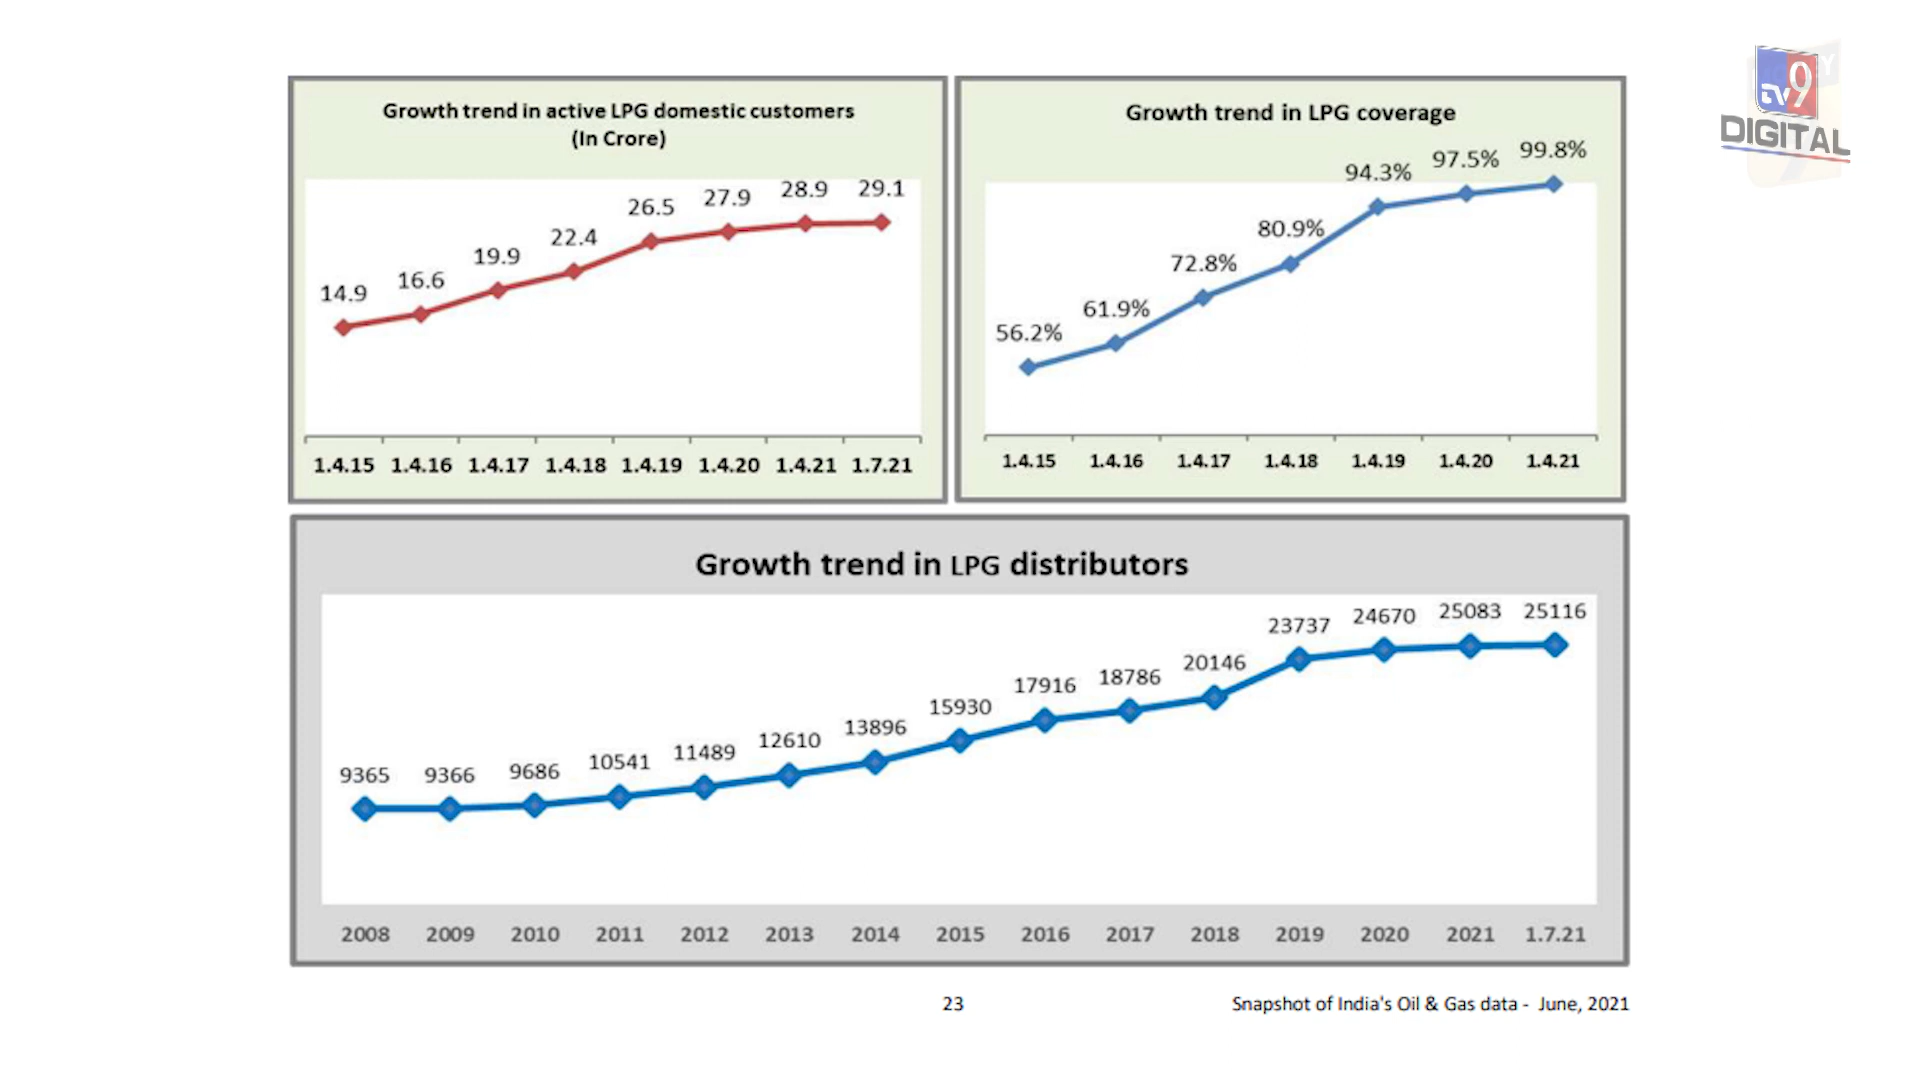 Growth trend in active LPG domestic customers
(In Crore)
14.9 16.6 19.9 22.4 26.5 27.9 28.9 29.1
1.4.15 1.4.16 1.4.17 1.4.18 1.4.19 1.4.20 1.4.21 1.7.21
Growth trend in LPG coverage
56.2% 61.9% 72.8% 80.9% 94.3% 97.5% 99.8%
1.4.15 1.4.16 1.4.17 1.4.18 1.4.19 1.4.20 1.4.21
tv9
DIGITAL
Growth trend in LPG distributors
9365 9366 9686 10541 11489 12610 13896 15930 17916 18786 20146 23737 24670 25083 25116
2008 2009 2010 2011 2012 2013 2014 2015 2016 2017 2018 2019 2020 2021 1.7.21
23
Snapshot of India's Oil & Gas data - June, 2021